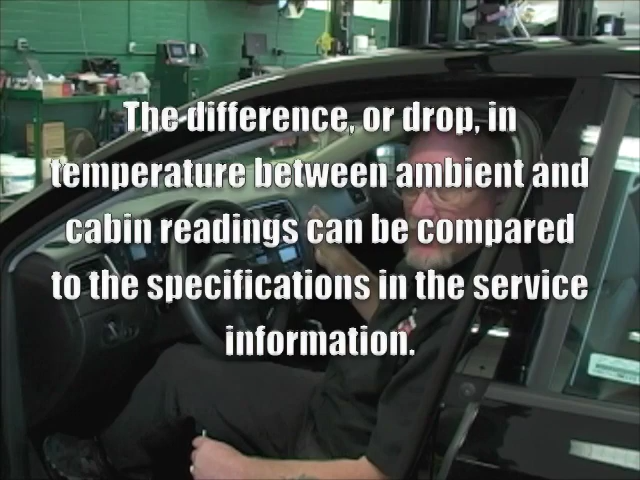 The difference, or drop, in
temperature between ambient and
cabin readings can be compared
to the specifications in the service
information.